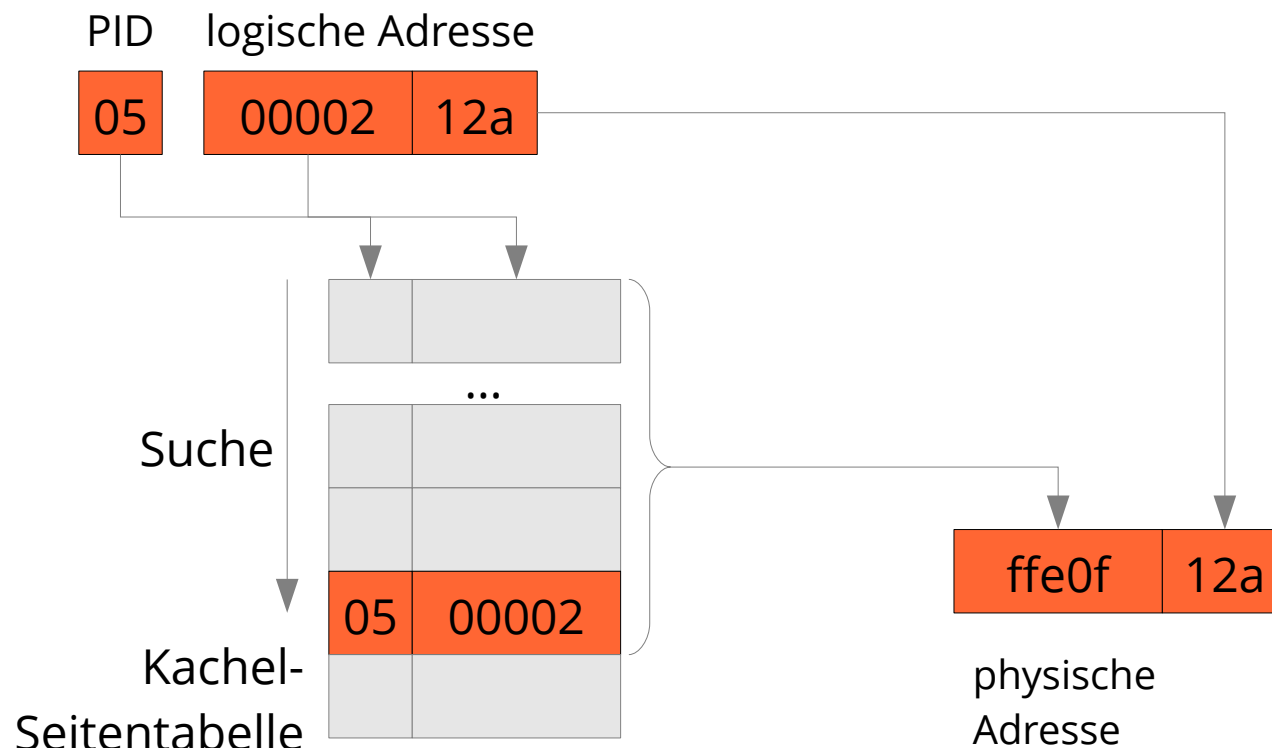 PID logische Adresse
05 00002 12a
...
Suche
05 00002
ffe0f 12a
Kachel-
Seitentabelle
physische
Adresse